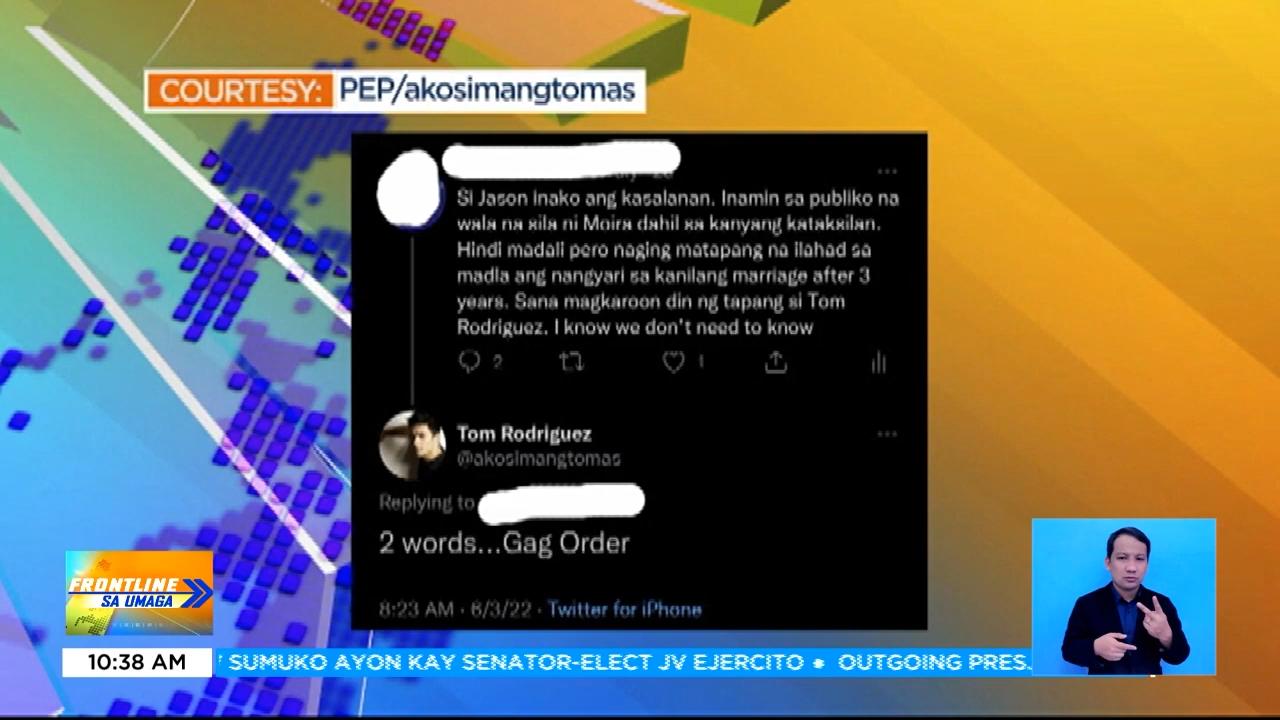 COURTESY: PEP/akosimangtomas
Si Jason inako ang kasalanan. Inamin sa publiko na
wala na sila ni Moira dahil sa kanyang kataksilan.
Hindi madali pero naging matapang na ilahad sa
madla ang nangyari sa kanilang marriage after 3
years. Sana magkaroon din ng tapang si Tom
Rodriguez. I know we don't need to know
2 1
Tom Rodriguez
@akosimangtomas
Replying to
2 words...Gag Order
8:23 AM · 6/3/22 · Twitter for iPhone
FRONTLINE
SA UMAGA
10:38 AM SUMUKO AYON KAY SENATOR-ELECT JV EJERCITO • OUTGOING PRES.